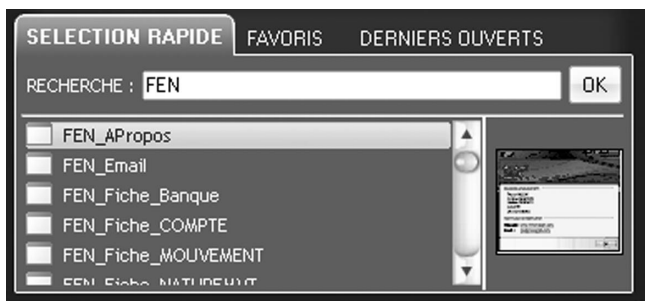 SELECTION RAPIDE FAVORIS DERNIERS OUVERTS
RECHERCHE : FEN OK
FEN_APropos
FEN_Email
FEN_Fiche_Banque
FEN_Fiche_COMPTE
FEN_Fiche_MOUVEMENT